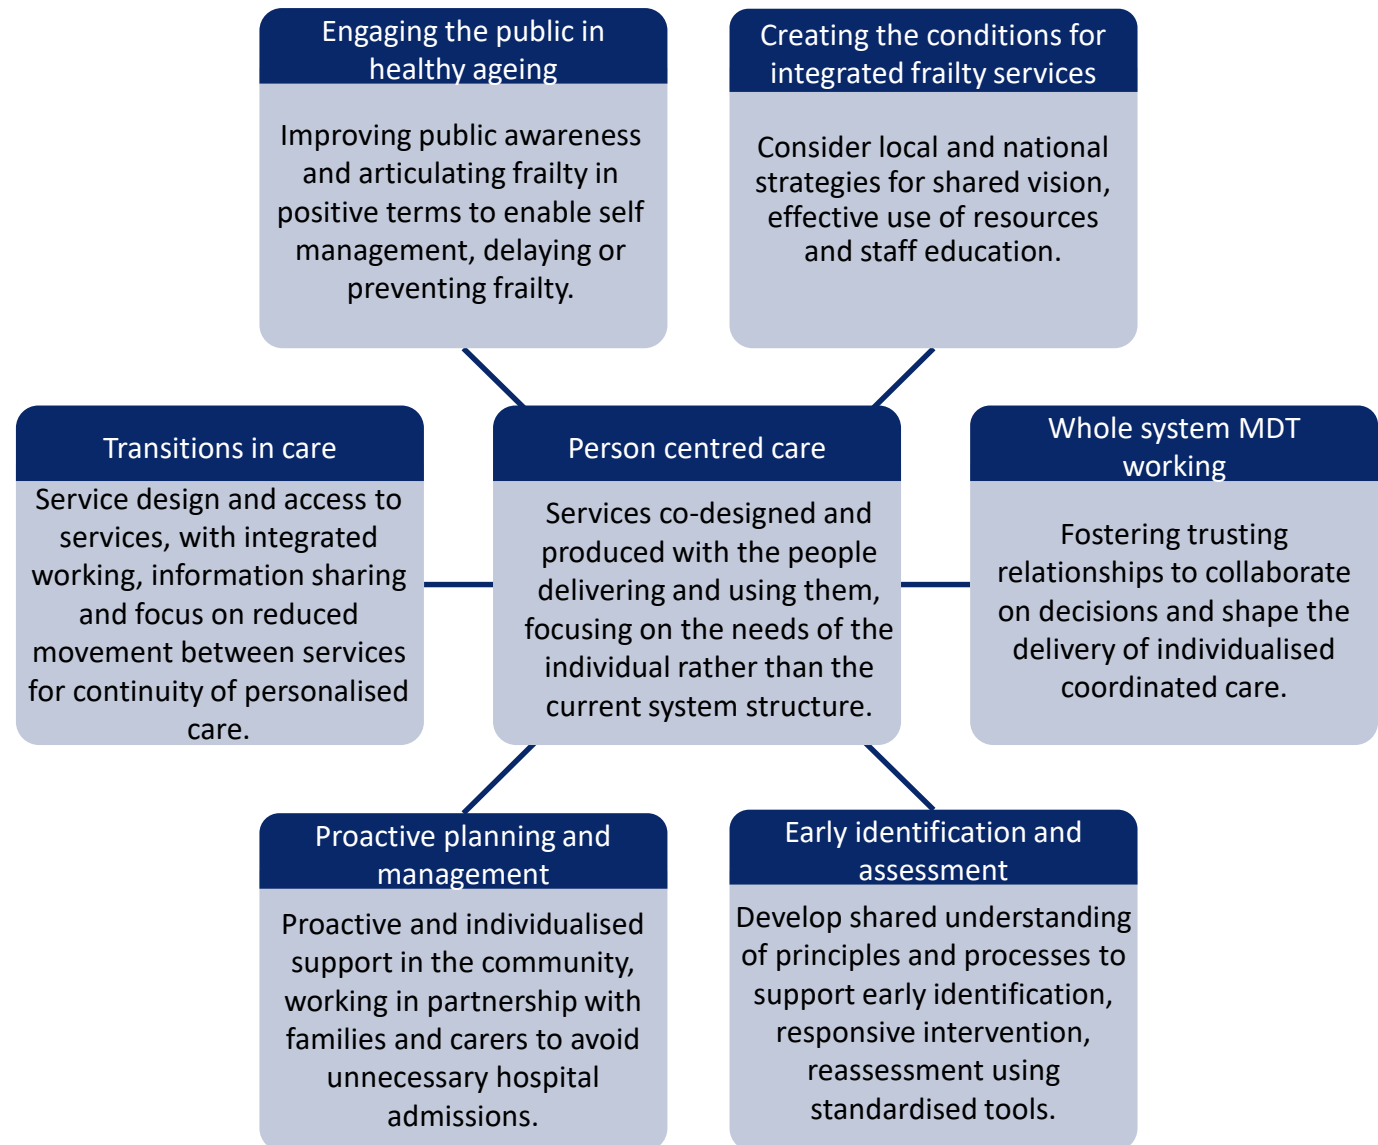 Engaging the public in
healthy ageing
Improving public awareness
and articulating frailty in
positive terms to enable self
management, delaying or
preventing frailty.
Creating the conditions for
integrated frailty services
Consider local and national
strategies for shared vision,
effective use of resources
and staff education.
Transitions in care
Service design and access to
services, with integrated
working, information sharing
and focus on reduced
movement between services
for continuity of personalised
care.
Person centred care
Services co-designed and
produced with the people
delivering and using them,
focusing on the needs of the
individual rather than the
current system structure.
Whole system MDT
working
Fostering trusting
relationships to collaborate
on decisions and shape the
delivery of individualised
coordinated care.
Proactive planning and
management
Proactive and individualised
support in the community,
working in partnership with
families and carers to avoid
unnecessary hospital
admissions.
Early identification and
assessment
Develop shared understanding
of principles and processes to
support early identification,
responsive intervention,
reassessment using
standardised tools.